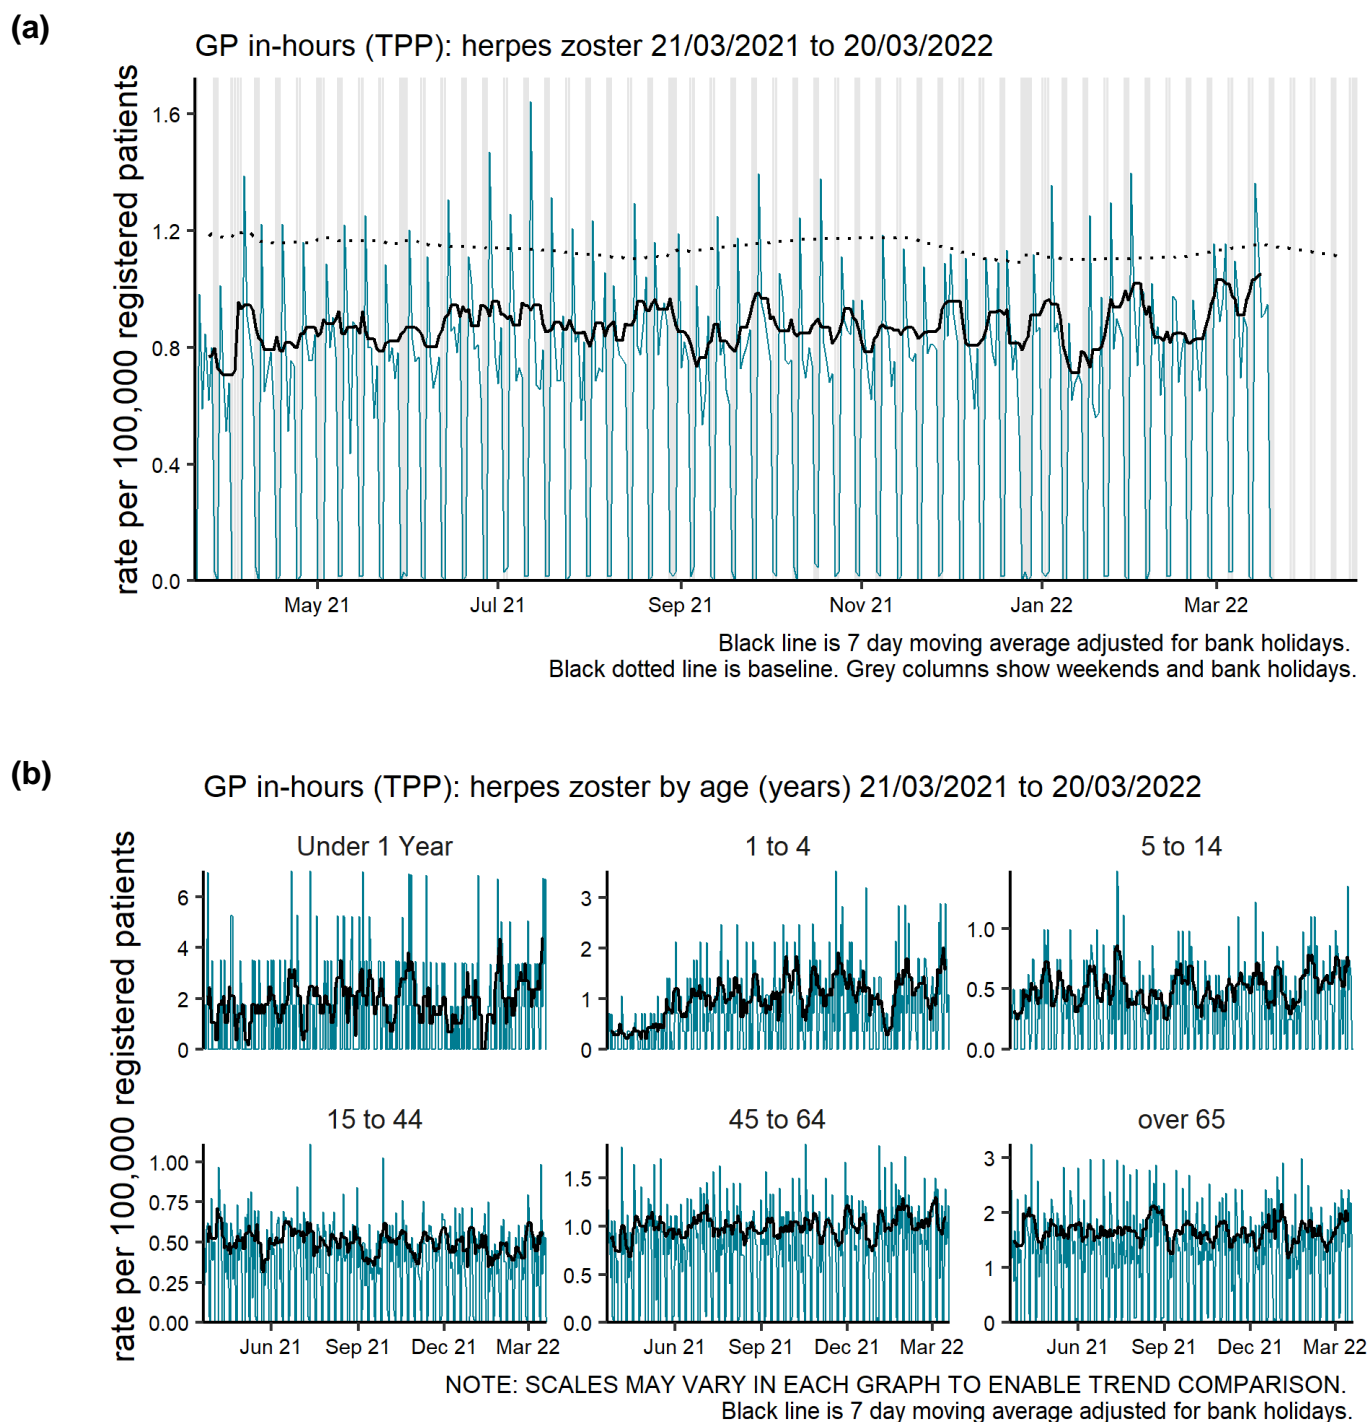 (a)
GP in-hours (TPP): herpes zoster 21/03/2021 to 20/03/2022
rate per 100,000 registered patients
1.6
1.2
0.8
0.4
0.0
May 21 Jul 21 Sep 21 Nov 21 Jan 22 Mar 22
Black line is 7 day moving average adjusted for bank holidays.
Black dotted line is baseline. Grey columns show weekends and bank holidays.
(b)
GP in-hours (TPP): herpes zoster by age (years) 21/03/2021 to 20/03/2022
rate per 100,000 registered patients
Under 1 Year
6
4
2
0
1 to 4
3
2
1
0
5 to 14
1.0
0.5
0.0
15 to 44
1.00
0.75
0.50
0.25
0.00
Jun 21 Sep 21 Dec 21 Mar 22
45 to 64
1.5
1.0
0.5
0.0
Jun 21 Sep 21 Dec 21 Mar 22
over 65
3
2
1
0
Jun 21 Sep 21 Dec 21 Mar 22
NOTE: SCALES MAY VARY IN EACH GRAPH TO ENABLE TREND COMPARISON.
Black line is 7 day moving average adjusted for bank holidays.